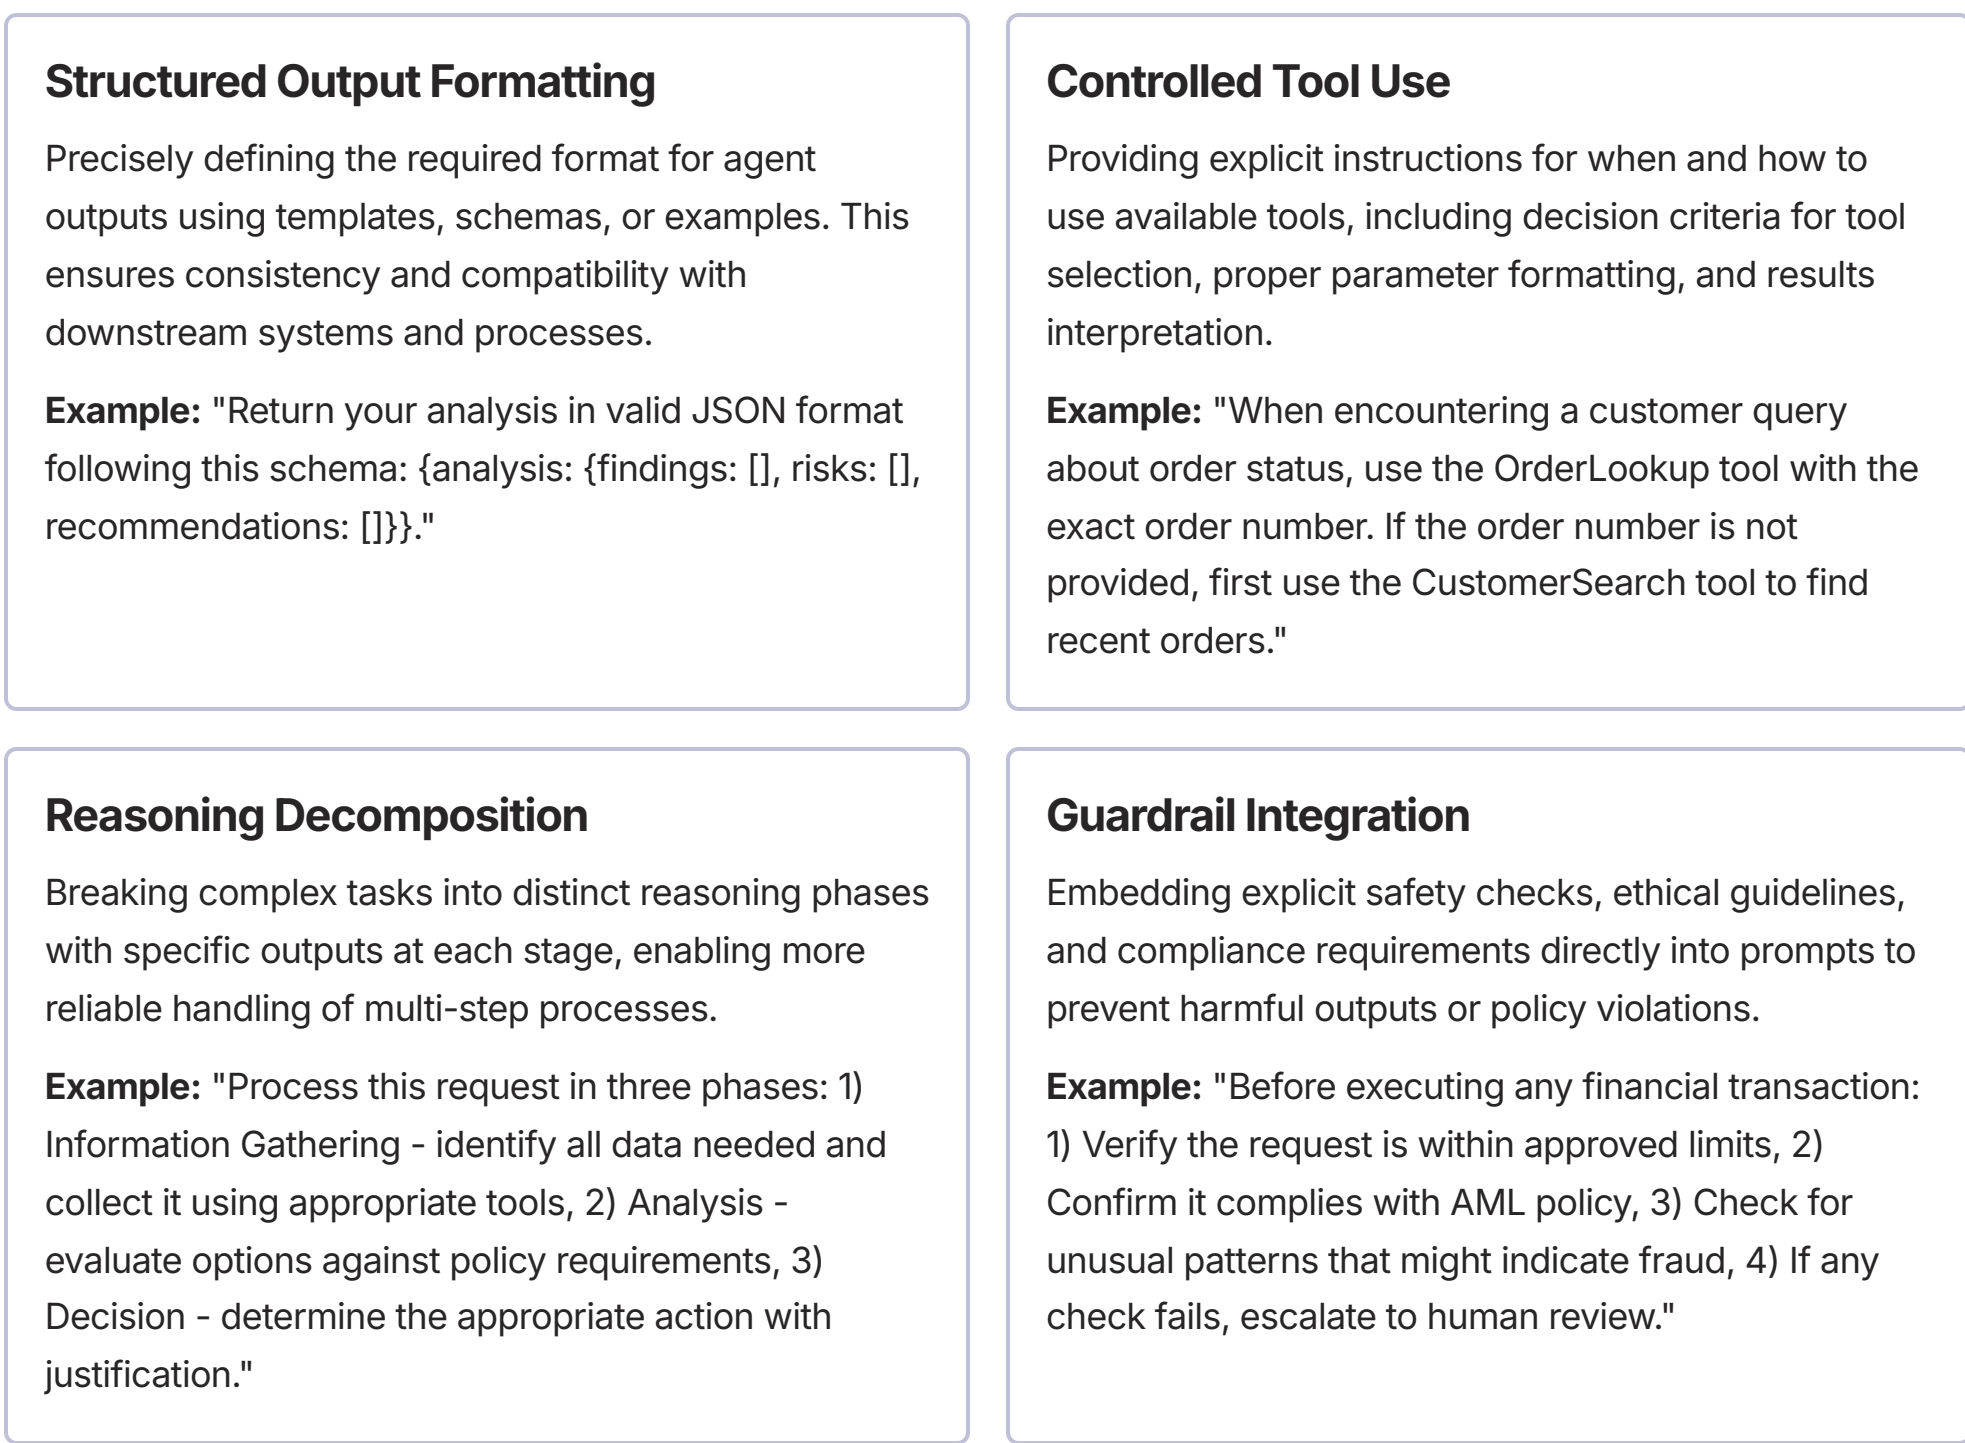 Structured Output Formatting
Precisely defining the required format for agent
outputs using templates, schemas, or examples. This
ensures consistency and compatibility with
downstream systems and processes.
Example: "Return your analysis in valid JSON format
following this schema: {analysis: {findings: [], risks: [],
recommendations: []}}."
Controlled Tool Use
Providing explicit instructions for when and how to
use available tools, including decision criteria for tool
selection, proper parameter formatting, and results
interpretation.
Example: "When encountering a customer query
about order status, use the OrderLookup tool with the
exact order number. If the order number is not
provided, first use the CustomerSearch tool to find
recent orders."
Reasoning Decomposition
Breaking complex tasks into distinct reasoning phases
with specific outputs at each stage, enabling more
reliable handling of multi-step processes.
Example: "Process this request in three phases: 1)
Information Gathering - identify all data needed and
collect it using appropriate tools, 2) Analysis -
evaluate options against policy requirements, 3)
Decision - determine the appropriate action with
justification."
Guardrail Integration
Embedding explicit safety checks, ethical guidelines,
and compliance requirements directly into prompts to
prevent harmful outputs or policy violations.
Example: "Before executing any financial transaction:
1) Verify the request is within approved limits, 2)
Confirm it complies with AML policy, 3) Check for
unusual patterns that might indicate fraud, 4) If any
check fails, escalate to human review."